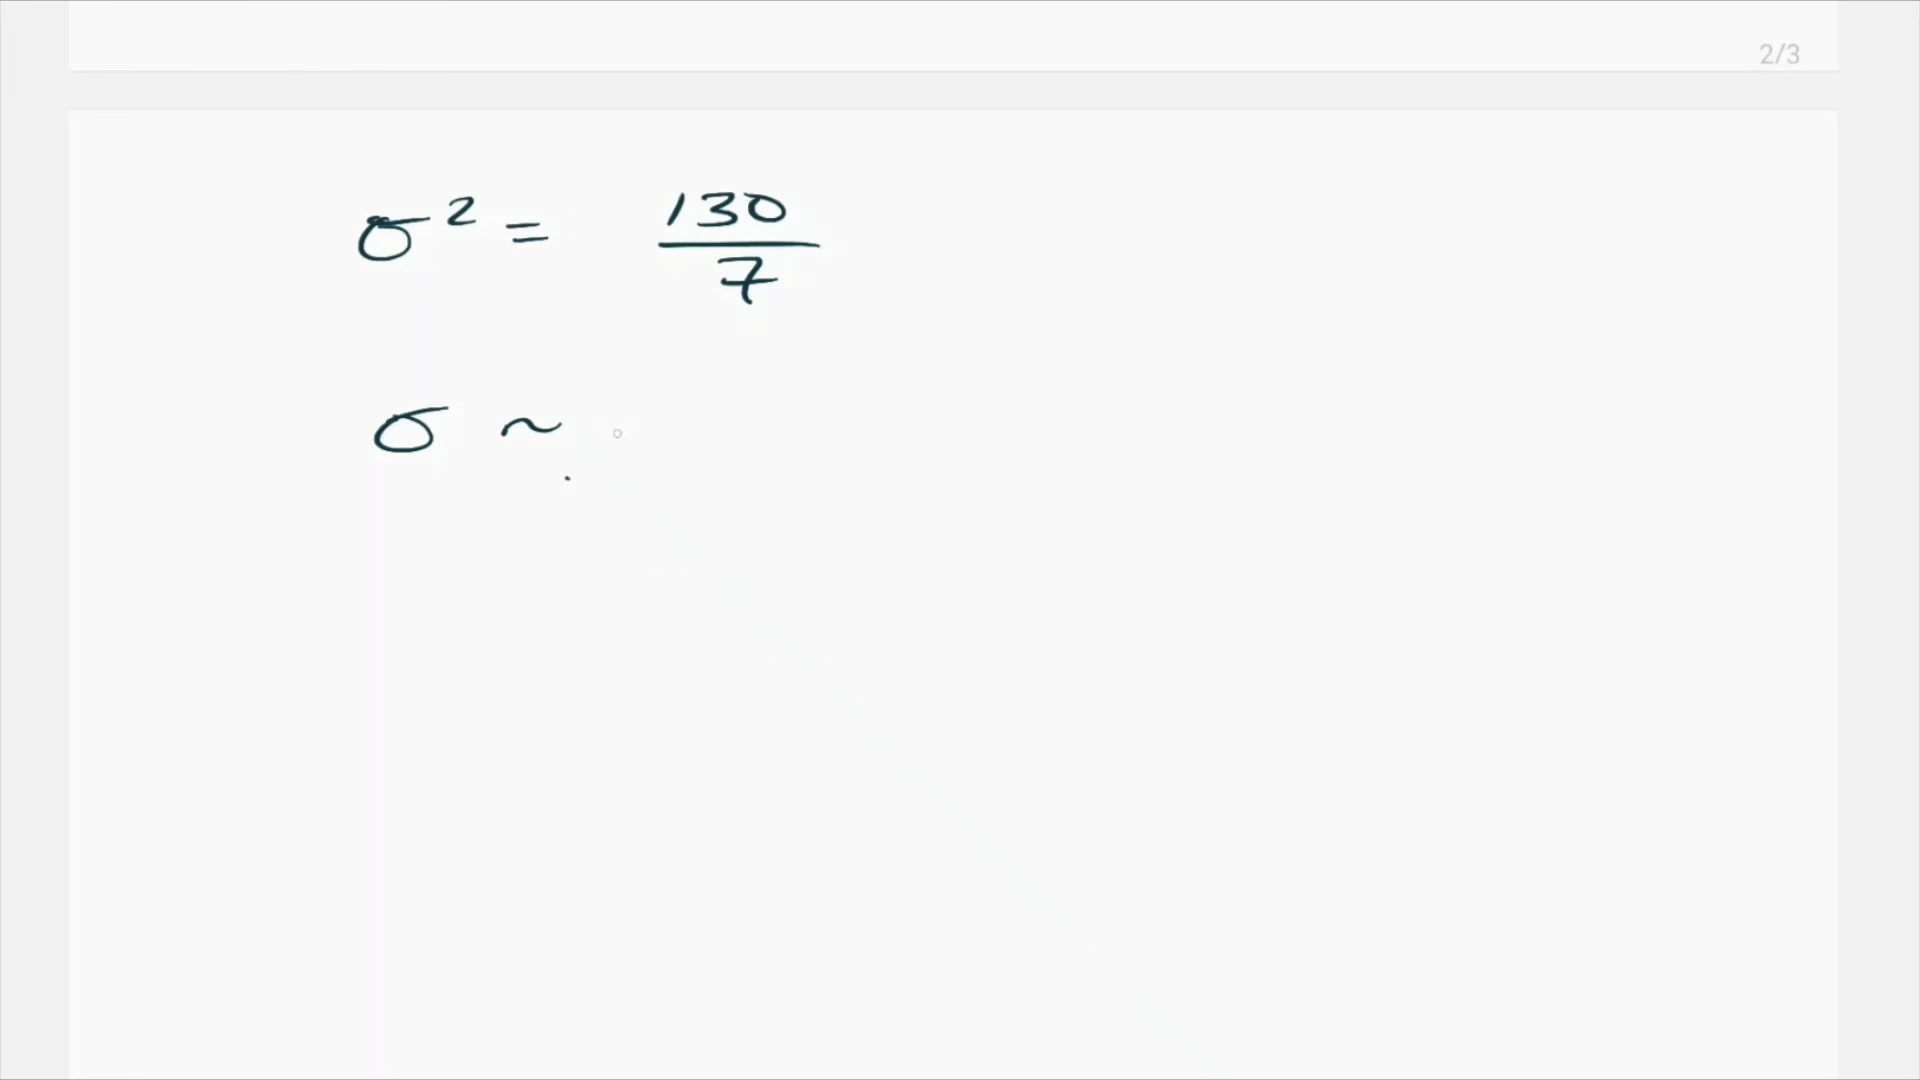 2/3
σ² = 130/7
σ ~